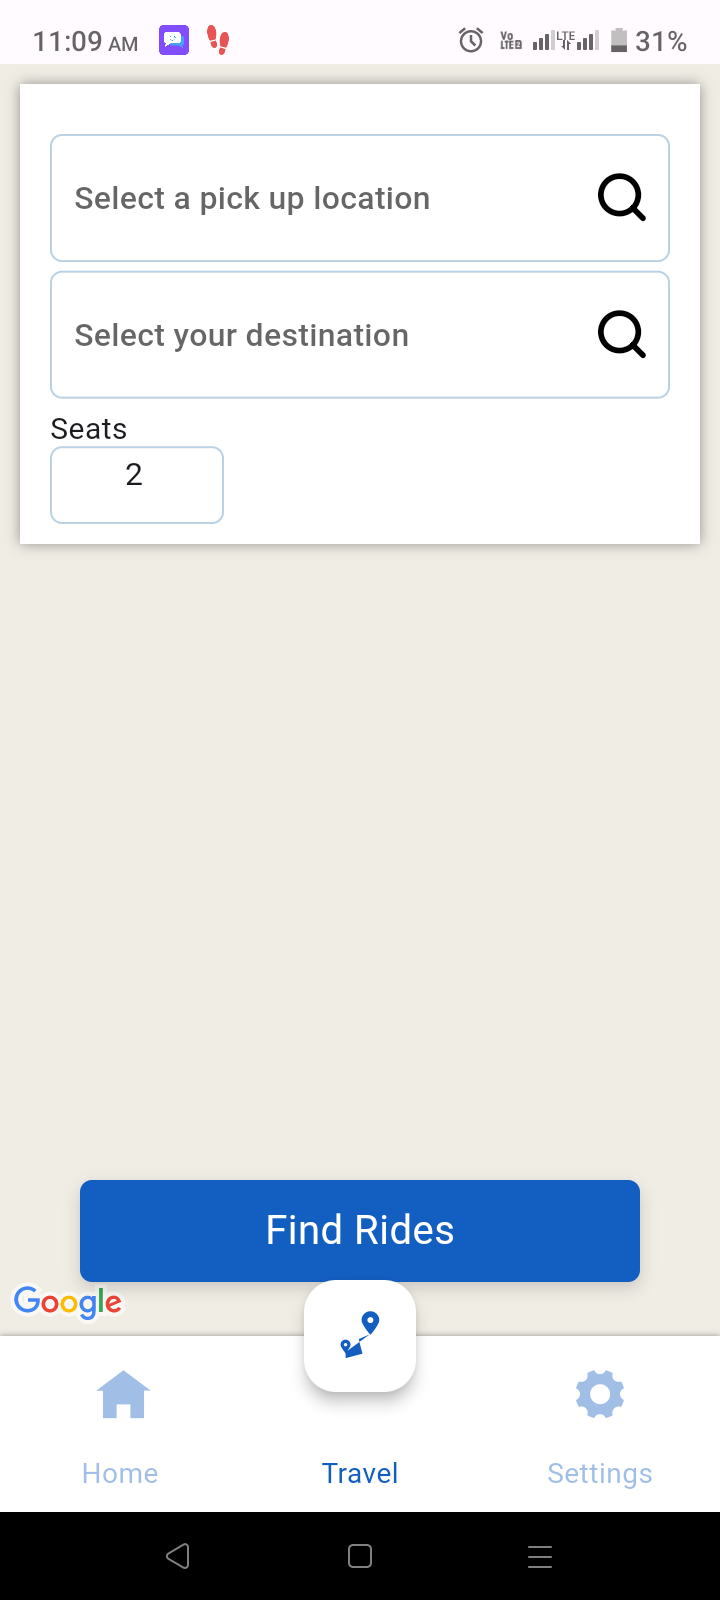 11:09 AM
Vo LTE 2 LTE 31%
Select a pick up location
Select your destination
Seats
2
Find Rides
Google
Home
Travel
Settings